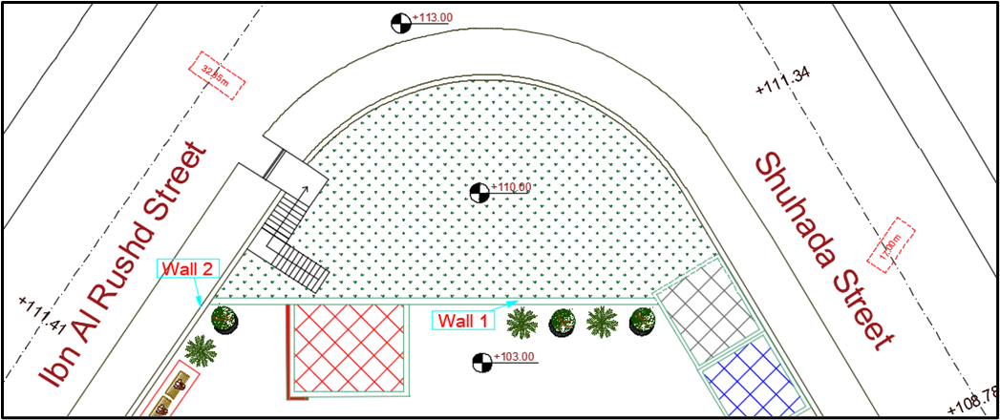 +113.00
32.85m
+111.34
Ibn Al Rushd Street
Shuhada Street
+110.00
17.00m
Wall 2
Wall 1
+111.41
+103.00
+108.78